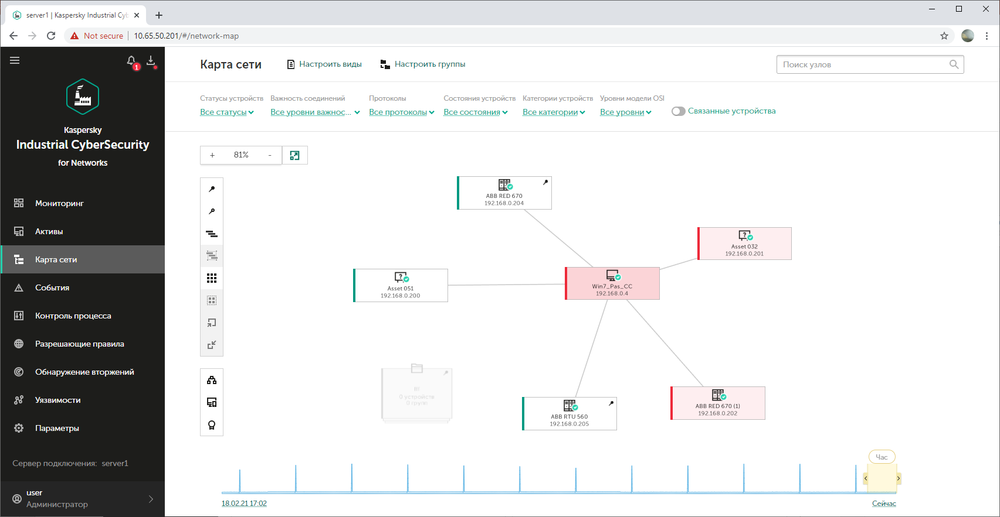 server1 | Kaspersky Industrial Cyb
Not secure
10.65.50.201/#/network-map
1
Kaspersky
Industrial CyberSecurity
for Networks
Мониторинг
Активы
Карта сети
События
Контроль процесса
Разрешающие правила
Обнаружение вторжений
Уязвимости
Параметры
Сервер подключения: server1
user
Администратор
Карта сети
Настроить виды
Настроить группы
Поиск узлов
Статусы устройств
Важность соединений
Протоколы
Состояния устройств
Категории устройств
Уровни модели OSI
Все статусы
Все уровни важнос...
Все протоколы
Все состояния
Все категории
Все уровни
Связанные устройства
+ 81% -
ABB RED 670
192.168.0.204
Asset 032
192.168.0.201
Win7_Pas_CC
192.168.0.4
Asset 051
192.168.0.200
!!!
0 устройств
0 групп
ABB RTU 560
192.168.0.205
ABB RED 670 (1)
192.168.0.202
Час
18.02.21 17:02
Сейчас